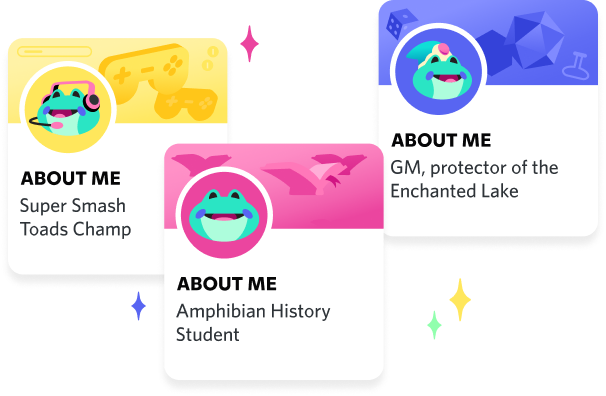 ABOUT ME
Super Smash
Toads Champ
ABOUT ME
Amphibian History
Student
ABOUT ME
GM, protector of the
Enchanted Lake